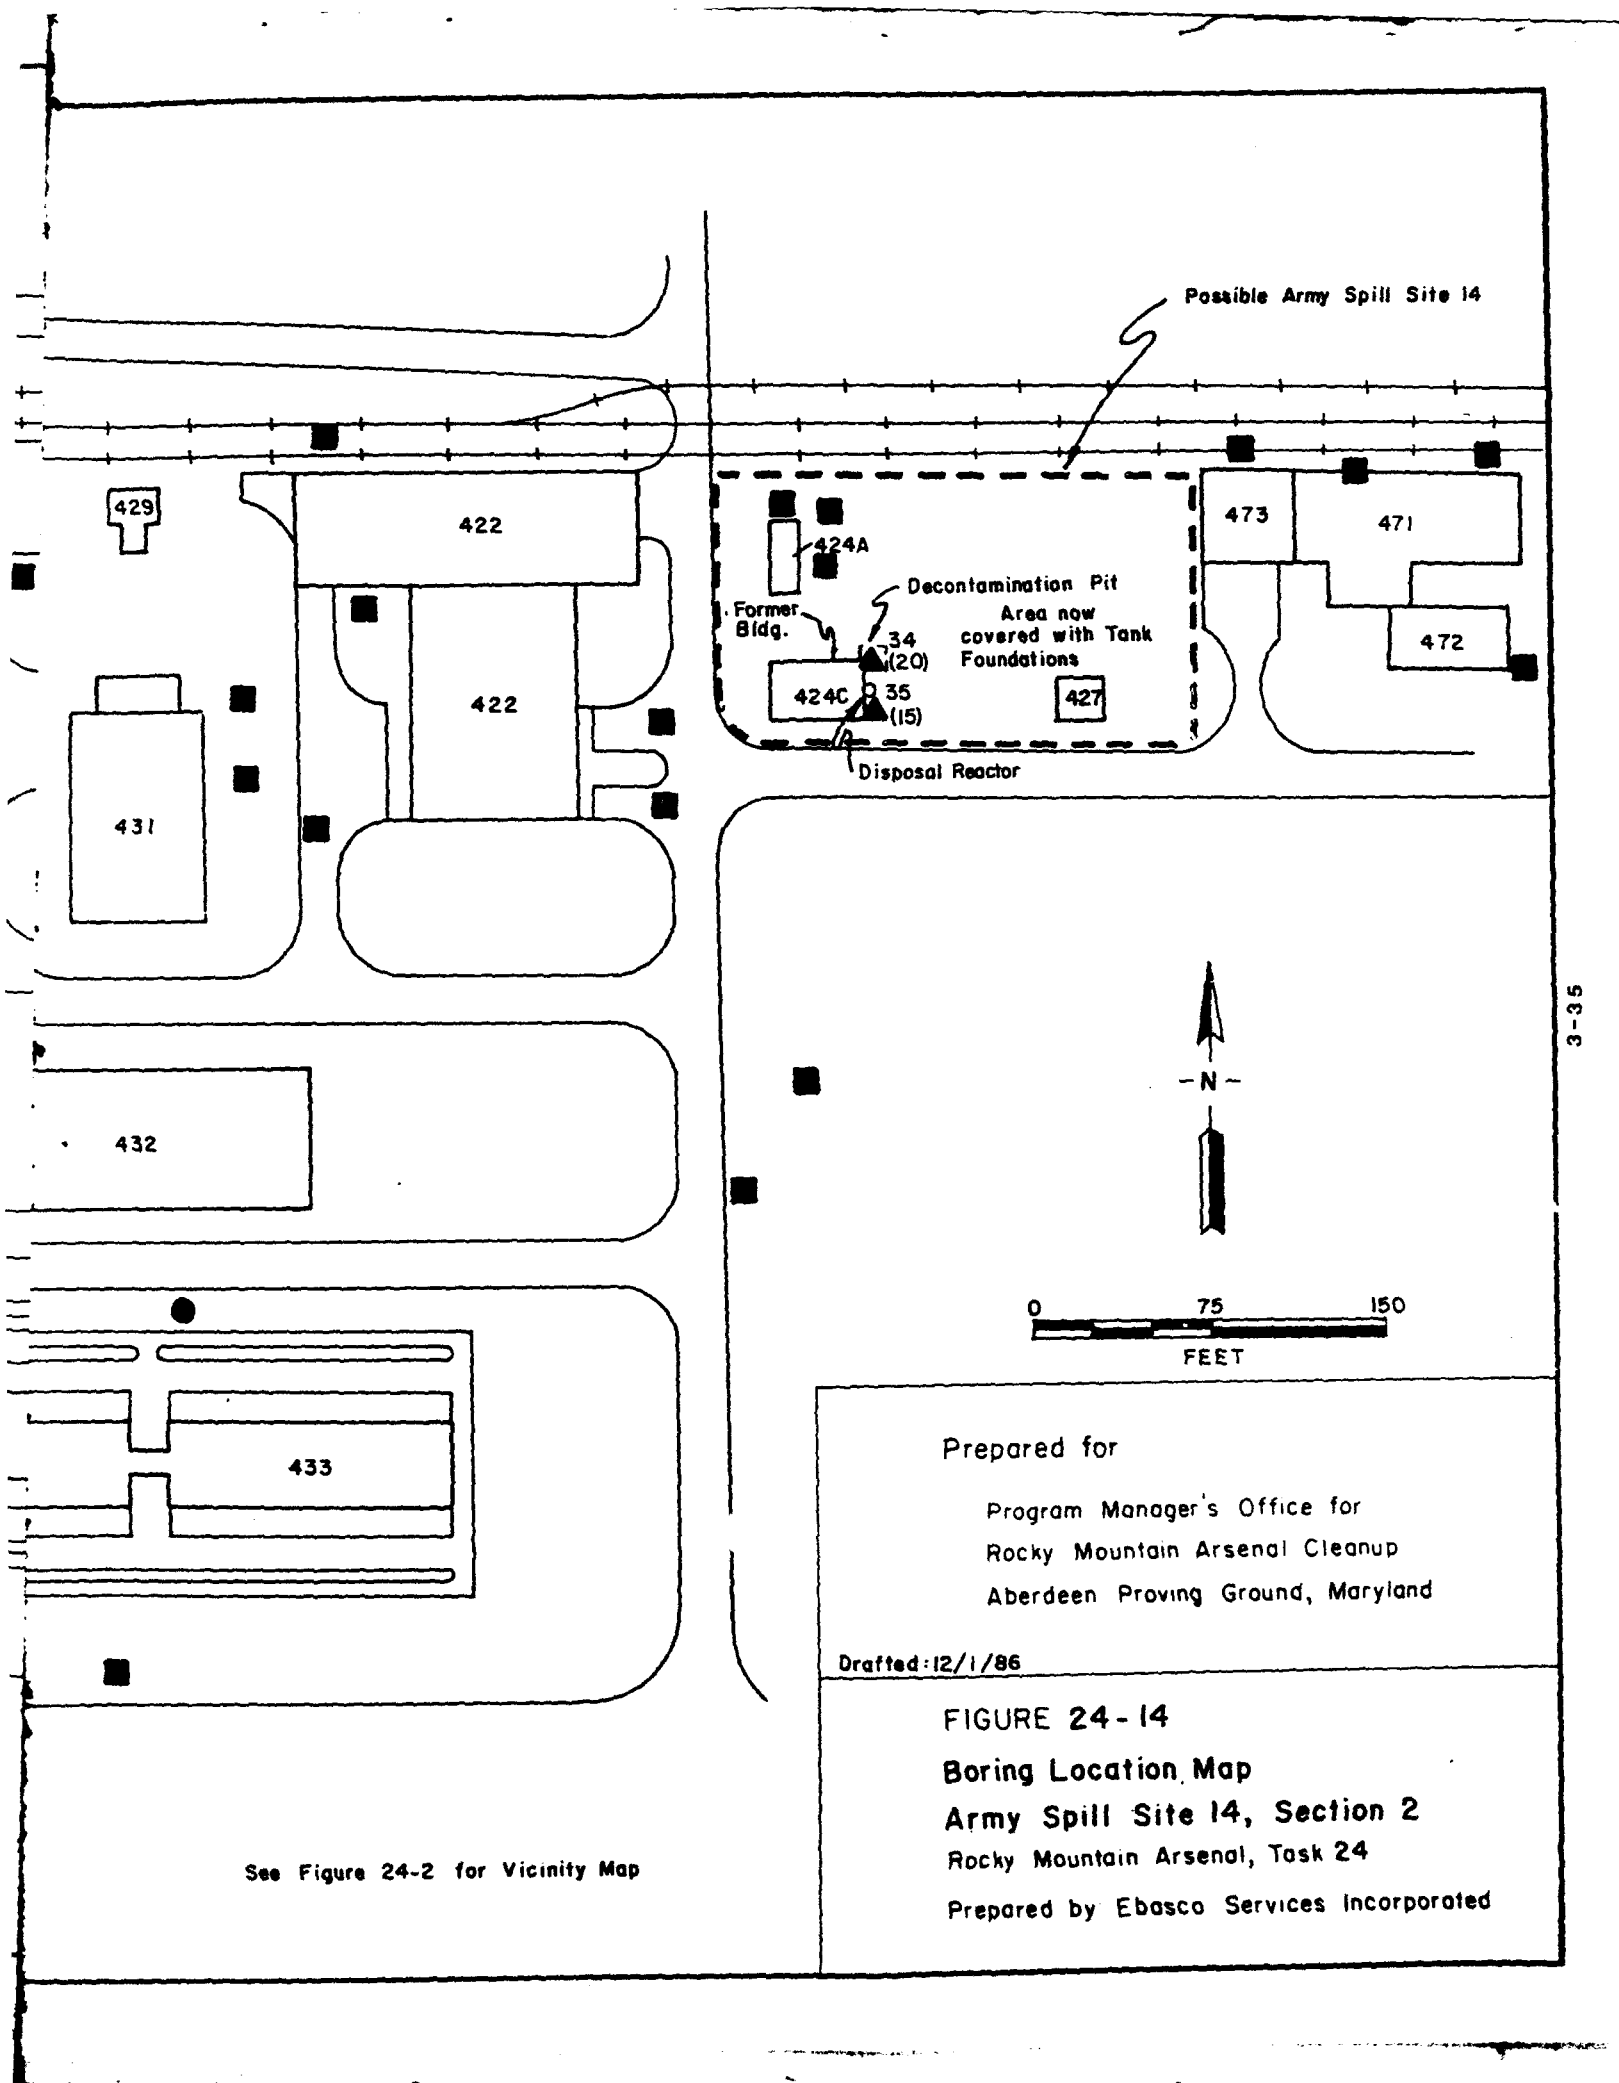 Possible Army Spill Site 14
429
422
473
471
424A
Decontamination Pit
Former
Bldg.
Area now
covered with Tank
Foundations
34
(20)
472
424C
35
(15)
427
422
Disposal Reactor
431
3-35
-N-
432
0 75 150
FEET
433
Prepared for
Program Manager's Office for
Rocky Mountain Arsenal Cleanup
Aberdeen Proving Ground, Maryland
Drafted:12/1/86
FIGURE 24-14
Boring Location Map
Army Spill Site 14, Section 2
Rocky Mountain Arsenal, Task 24
Prepared by Ebasco Services Incorporated
See Figure 24-2 for Vicinity Map